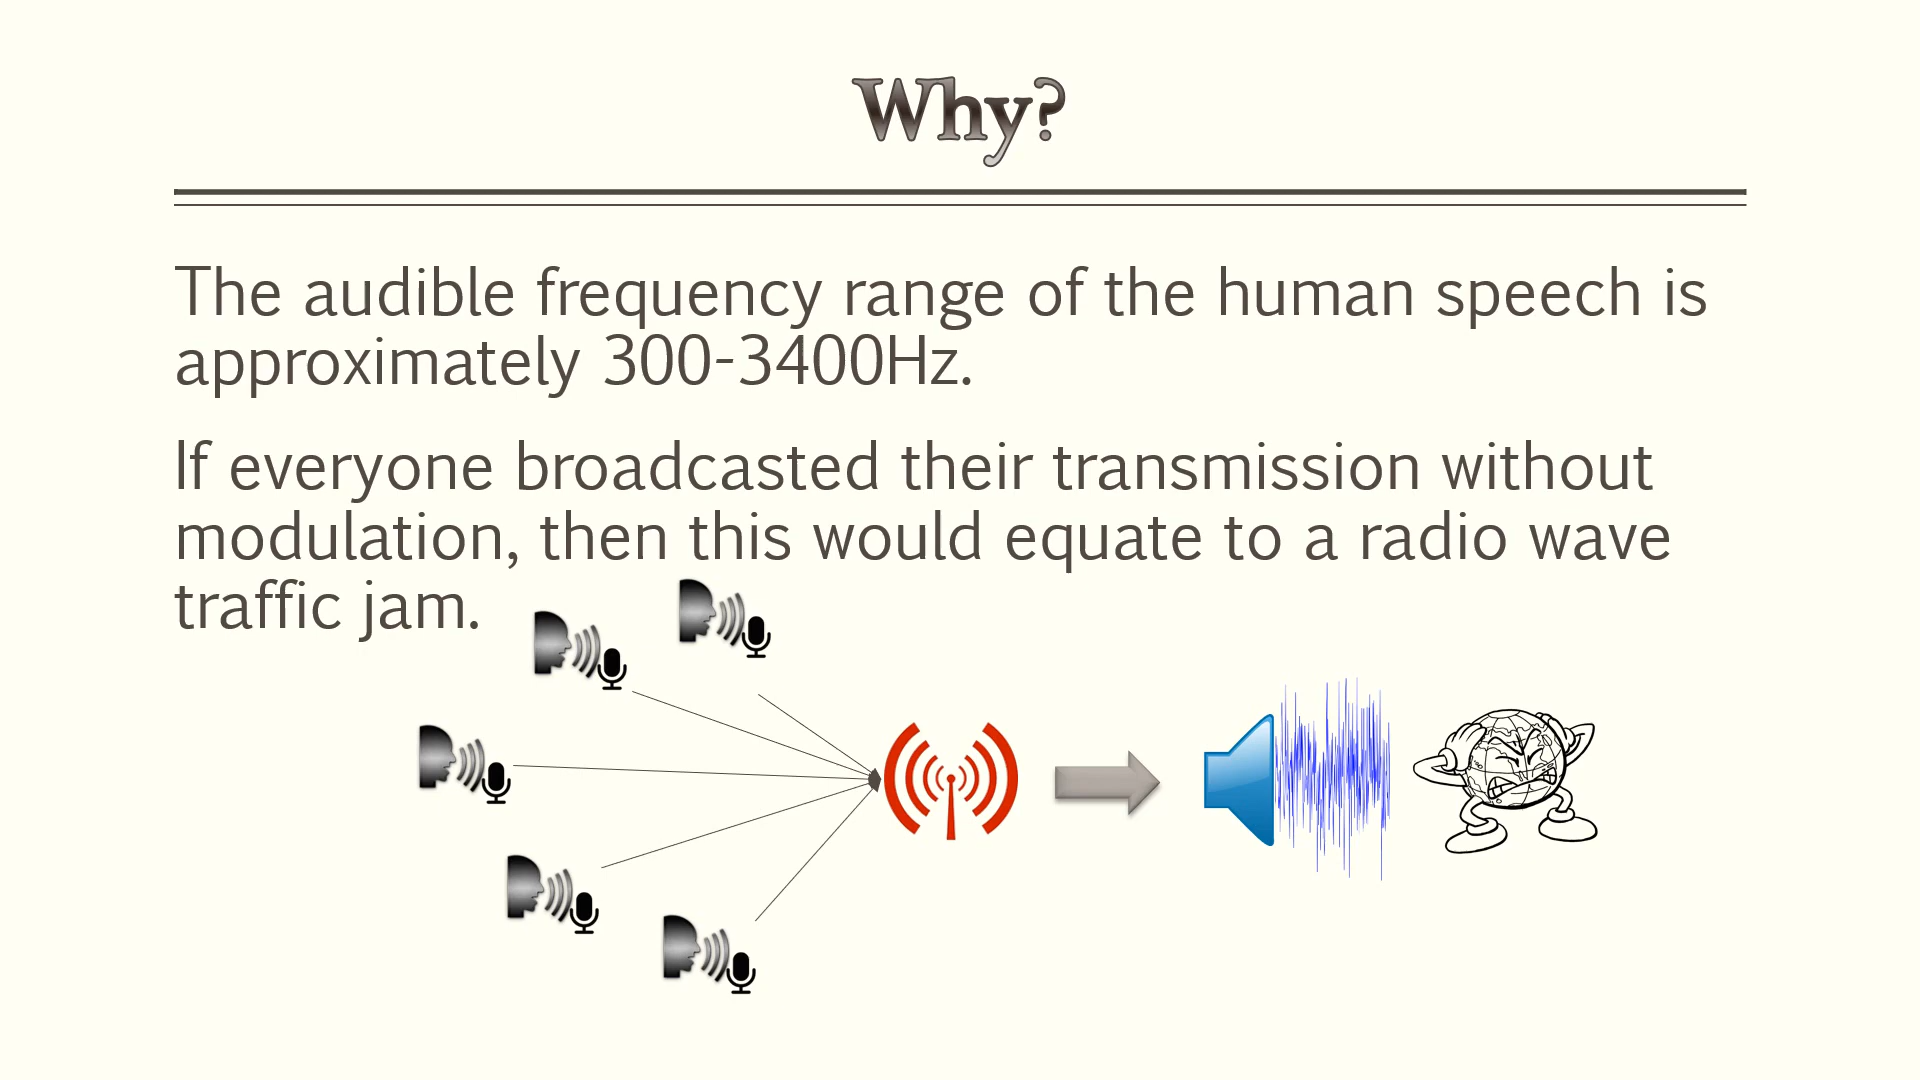 Why?
The audible frequency range of the human speech is
approximately 300-3400Hz.
If everyone broadcasted their transmission without
modulation, then this would equate to a radio wave
traffic jam.